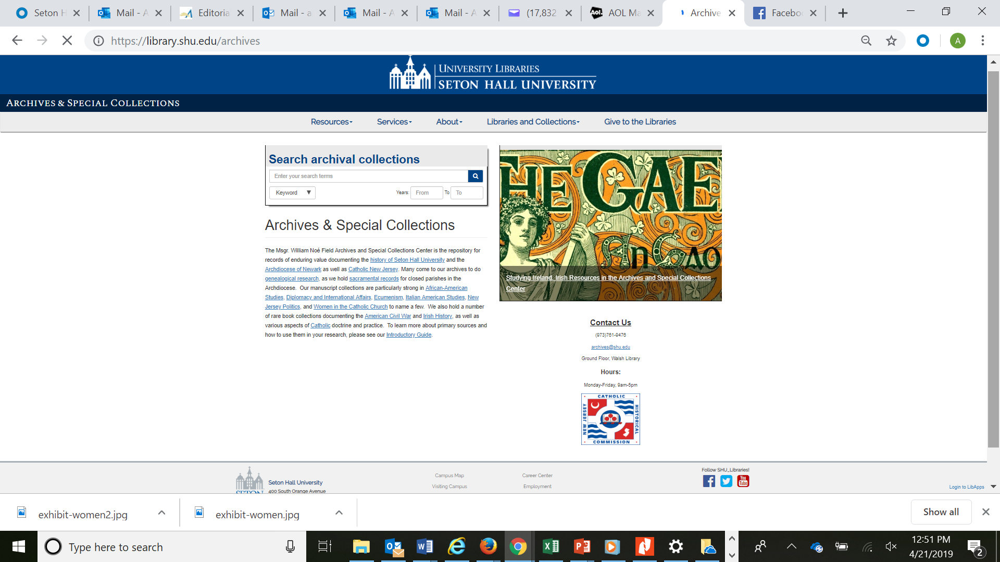 Seton H
Mail - A
Editoria
Mail - a
Mail - A
Mail - A
(17,832
Aol.
AOL Ma
Archive
Facebo
https://library.shu.edu/archives
A
UNIVERSITY LIBRARIES
SETON HALL UNIVERSITY
ARCHIVES & SPECIAL COLLECTIONS
Resources
Services
About
Libraries and Collections
Give to the Libraries
Search archival collections
Enter your search terms
Keyword
Years: From To To
Archives & Special Collections
The Msgr. William Noé Field Archives and Special Collections Center is the repository for
records of enduring value documenting the history of Seton Hall University and the
Archdiocese of Newark as well as Catholic New Jersey. Many come to our archives to do
genealogical research, as we hold sacramental records for closed parishes in the
Archdiocese. Our manuscript collections are particularly strong in African-American
Studies, Diplomacy and International Affairs, Ecumenism, Italian American Studies, New
Jersey Politics, and Women in the Catholic Church to name a few. We also hold a number
of rare book collections documenting the American Civil War and Irish History, as well as
various aspects of Catholic doctrine and practice. To learn more about primary sources and
how to use them in your research, please see our Introductory Guide.
HE GAE
An Gao
Studying Ireland, Irish Resources in the Archives and Special Collections
Center
Contact Us
(973)761-9476
archives@shu.edu
Ground Floor, Walsh Library
Hours:
Monday-Friday, 9am-5pm
CATHOLIC
NEW JERSEY
HISTORICAL
COMMISSION
SETON
Seton Hall University
400 South Orange Avenue
Campus Map
Visiting Campus
Career Center
Employment
Follow SHU_Libraries!
You
Tube
Login to LibApps
exhibit-women2.jpg
exhibit-women.jpg
Show all
Type here to search
12:51 PM
4/21/2019
2